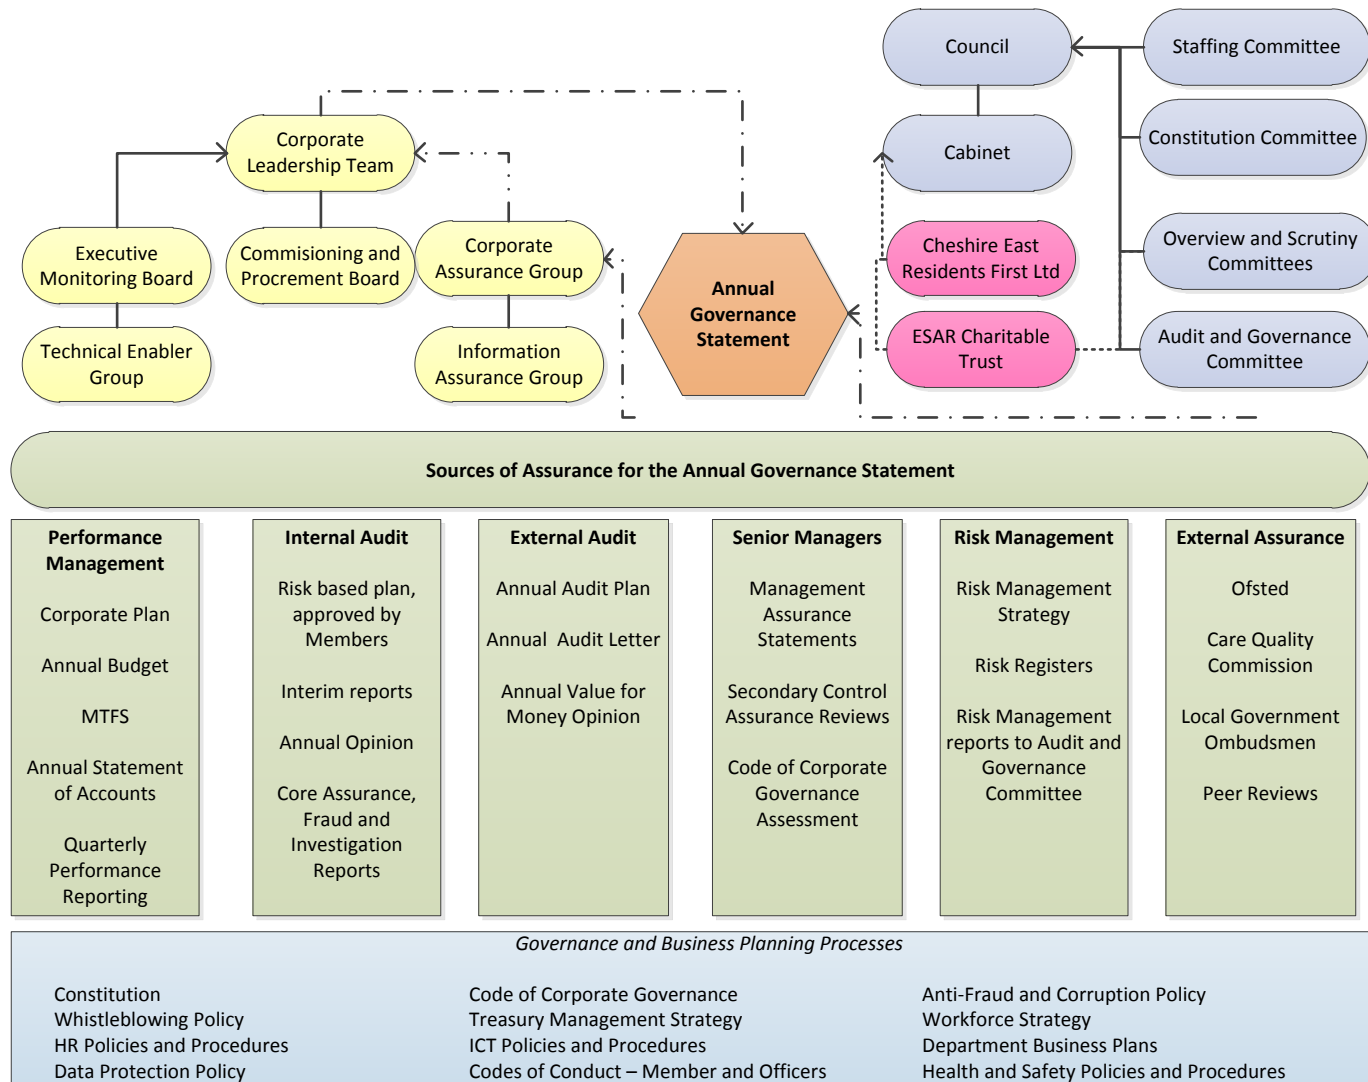 Council
Staffing Committee
Corporate
Leadership Team
Cabinet
Constitution Committee
Executive
Monitoring Board
Commisioning and
Procrement Board
Corporate
Assurance Group
Annual
Governance
Statement
Cheshire East
Residents First Ltd
Overview and Scrutiny
Committees
Technical Enabler
Group
Information
Assurance Group
ESAR Charitable
Trust
Audit and Governance
Committee
Sources of Assurance for the Annual Governance Statement
Performance
Management
Corporate Plan
Annual Budget
MTFS
Annual Statement
of Accounts
Quarterly
Performance
Reporting
Internal Audit
Risk based plan,
approved by
Members
Interim reports
Annual Opinion
Core Assurance,
Fraud and
Investigation
Reports
External Audit
Annual Audit Plan
Annual Audit Letter
Annual Value for
Money Opinion
Senior Managers
Management
Assurance
Statements
Secondary Control
Assurance Reviews
Code of Corporate
Governance
Assessment
Risk Management
Risk Management
Strategy
Risk Registers
Risk Management
reports to Audit and
Governance
Committee
External Assurance
Ofsted
Care Quality
Commission
Local Government
Ombudsmen
Peer Reviews
Governance and Business Planning Processes
Constitution
Whistleblowing Policy
HR Policies and Procedures
Data Protection Policy
Code of Corporate Governance
Treasury Management Strategy
ICT Policies and Procedures
Codes of Conduct – Member and Officers
Anti-Fraud and Corruption Policy
Workforce Strategy
Department Business Plans
Health and Safety Policies and Procedures